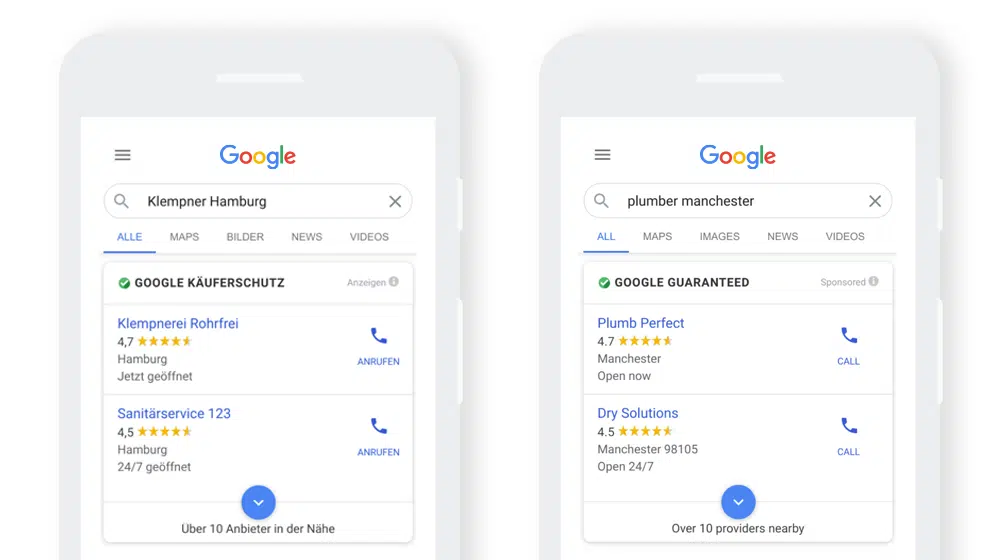 Google
Klempner Hamburg
ALLE MAPS BILDER NEWS VIDEOS
GOOGLE KÄUFERSCHUTZ Anzeigen
Klempnerei Rohrfrei
4,7
Hamburg
Jetzt geöffnet
ANRUFEN
Sanitärservice 123
4,5
Hamburg
24/7 geöffnet
ANRUFEN
Über 10 Anbieter in der Nähe
Google
plumber manchester
ALL MAPS IMAGES NEWS VIDEOS
GOOGLE GUARANTEED Sponsored
Plumb Perfect
4.7
Manchester
Open now
CALL
Dry Solutions
4.5
Manchester 98105
Open 24/7
CALL
Over 10 providers nearby